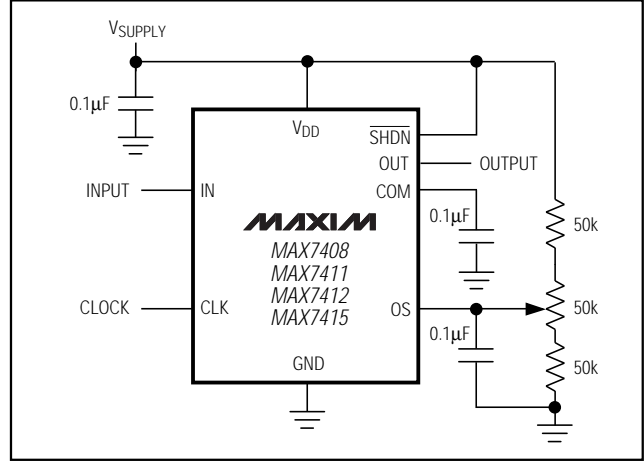 VSUPPLY
0.1μF
VDD
SHDN
OUT
OUTPUT
INPUT
IN
COM
MAXIM
0.1μF
50k
MAX7408
MAX7411
MAX7412
MAX7415
CLOCK
CLK
OS
50k
0.1μF
GND
50k